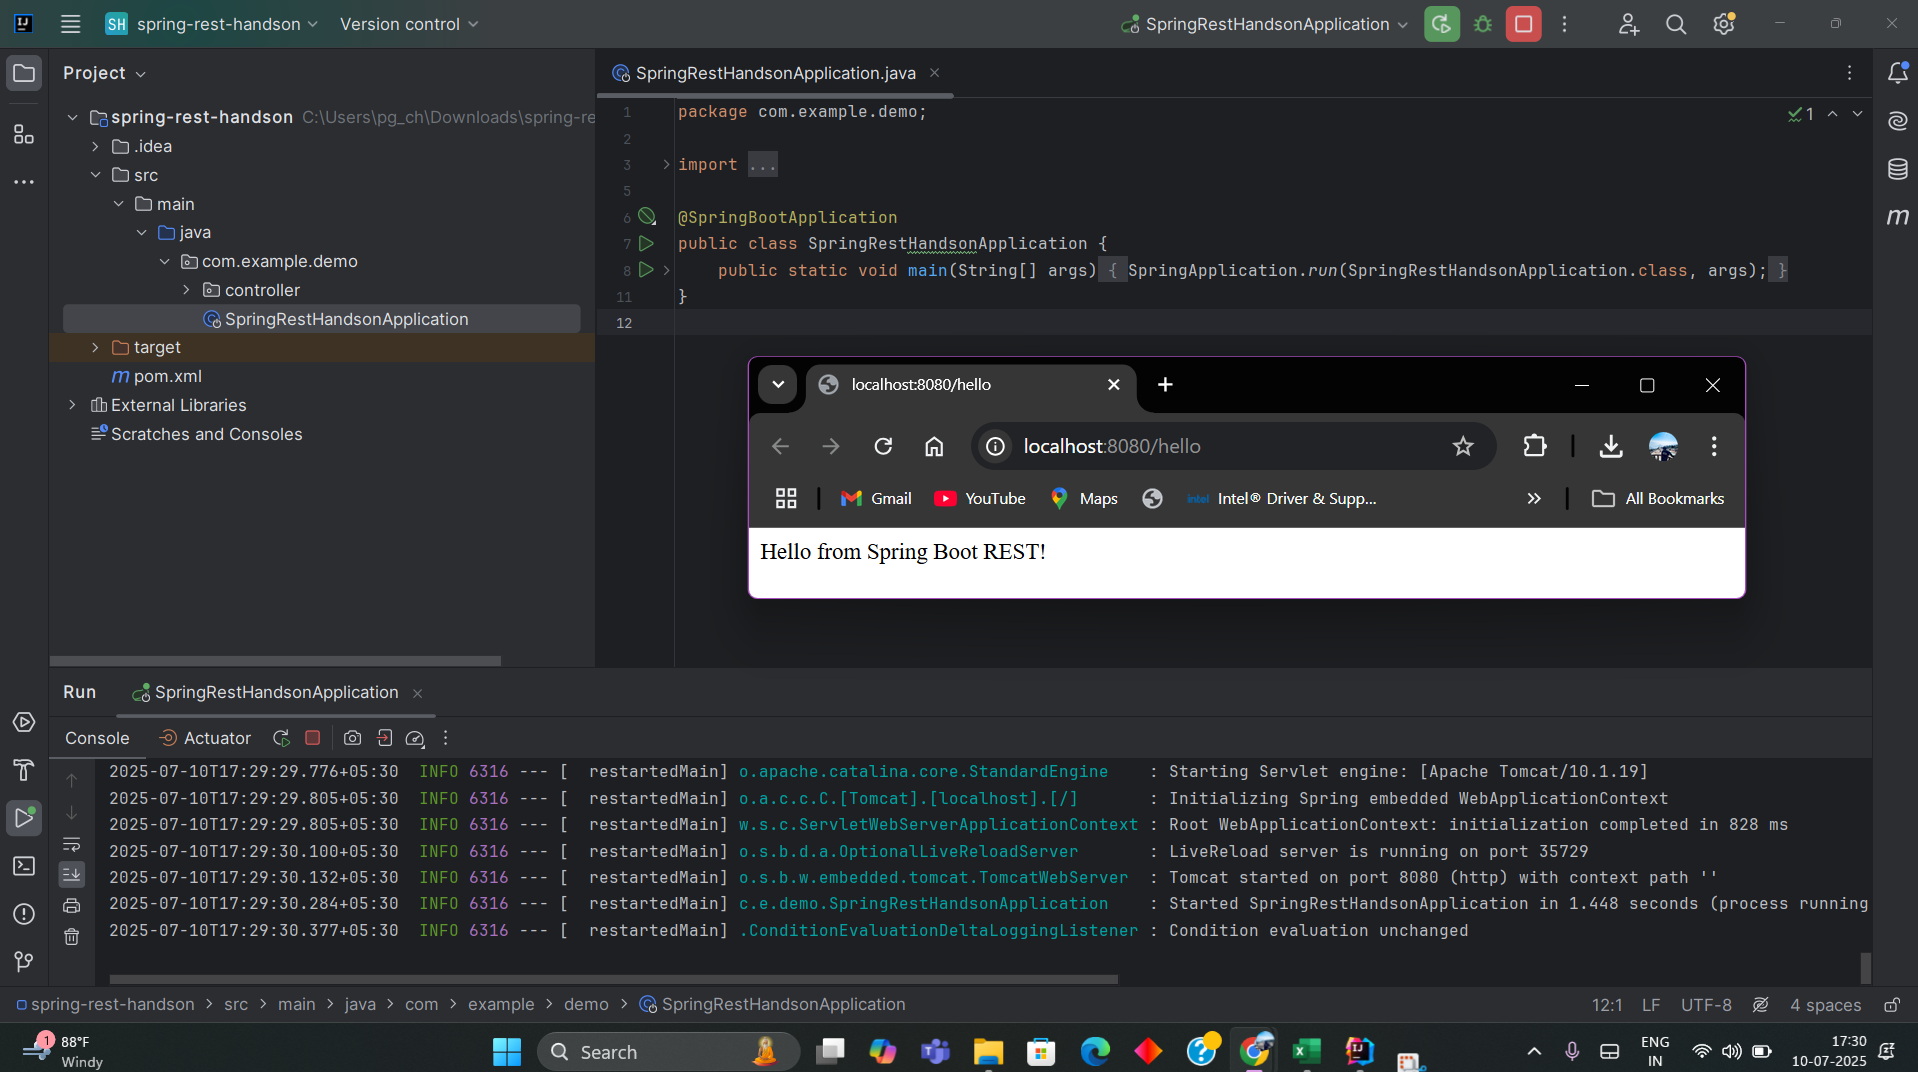 SH spring-rest-handson
Version control
SpringRestHandsonApplication
Project
SpringRestHandsonApplication.java
spring-rest-handson C:\Users\pg_ch\Downloads\spring-re
.idea
src
main
java
com.example.demo
controller
SpringRestHandsonApplication
target
pom.xml
External Libraries
Scratches and Consoles
1 package com.example.demo;
2
3 import ...
5
6 @SpringBootApplication
7 public class SpringRestHandsonApplication {
8 public static void main(String[] args) { SpringApplication.run(SpringRestHandsonApplication.class, args); }
11 }
12
1
localhost:8080/hello
localhost:8080/hello
Gmail YouTube Maps intel Intel® Driver & Supp... All Bookmarks
Hello from Spring Boot REST!
Run SpringRestHandsonApplication
Console Actuator
2025-07-10T17:29:29.776+05:30 INFO 6316 --- [ restartedMain] o.apache.catalina.core.StandardEngine : Starting Servlet engine: [Apache Tomcat/10.1.19]
2025-07-10T17:29:29.805+05:30 INFO 6316 --- [ restartedMain] o.a.c.c.C.[Tomcat].[localhost].[/] : Initializing Spring embedded WebApplicationContext
2025-07-10T17:29:29.805+05:30 INFO 6316 --- [ restartedMain] w.s.c.ServletWebServerApplicationContext : Root WebApplicationContext: initialization completed in 828 ms
2025-07-10T17:29:30.100+05:30 INFO 6316 --- [ restartedMain] o.s.b.d.a.OptionalLiveReloadServer : LiveReload server is running on port 35729
2025-07-10T17:29:30.132+05:30 INFO 6316 --- [ restartedMain] o.s.b.w.embedded.tomcat.TomcatWebServer : Tomcat started on port 8080 (http) with context path ''
2025-07-10T17:29:30.284+05:30 INFO 6316 --- [ restartedMain] c.e.demo.SpringRestHandsonApplication : Started SpringRestHandsonApplication in 1.448 seconds (process running
2025-07-10T17:29:30.377+05:30 INFO 6316 --- [ restartedMain] .ConditionEvaluationDeltaLoggingListener : Condition evaluation unchanged
spring-rest-handson > src > main > java > com > example > demo > SpringRestHandsonApplication
12:1 LF UTF-8 4 spaces
1 88°F
Windy
Search
ENG
IN
17:30
10-07-2025